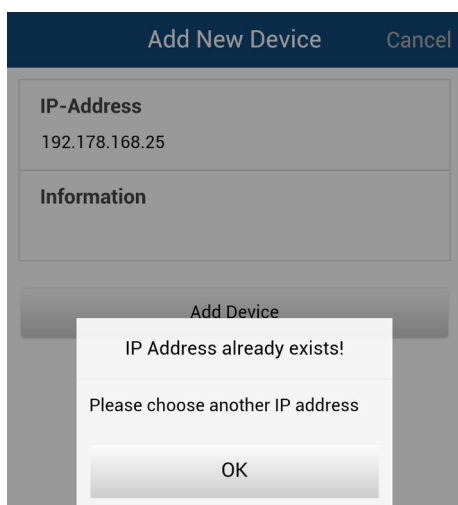 Add New Device Cancel
IP-Address
192.178.168.25
Information
Add Device
IP Address already exists!
Please choose another IP address
OK